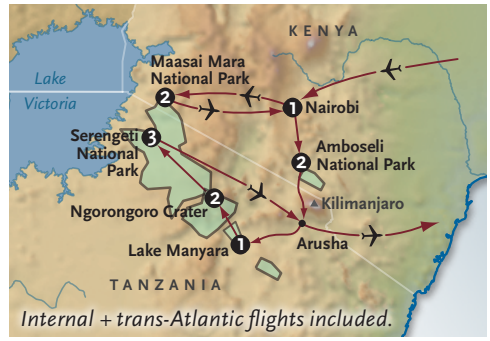 KENYA
Lake
Victoria
Maasai Mara
National Park
2
1
Nairobi
Serengeti
National
Park
3
2
Amboseli
National Park
Ngorongoro Crater
2
Kilimanjaro
Lake Manyara
1
Arusha
TANZANIA
Internal + trans-Atlantic flights included.